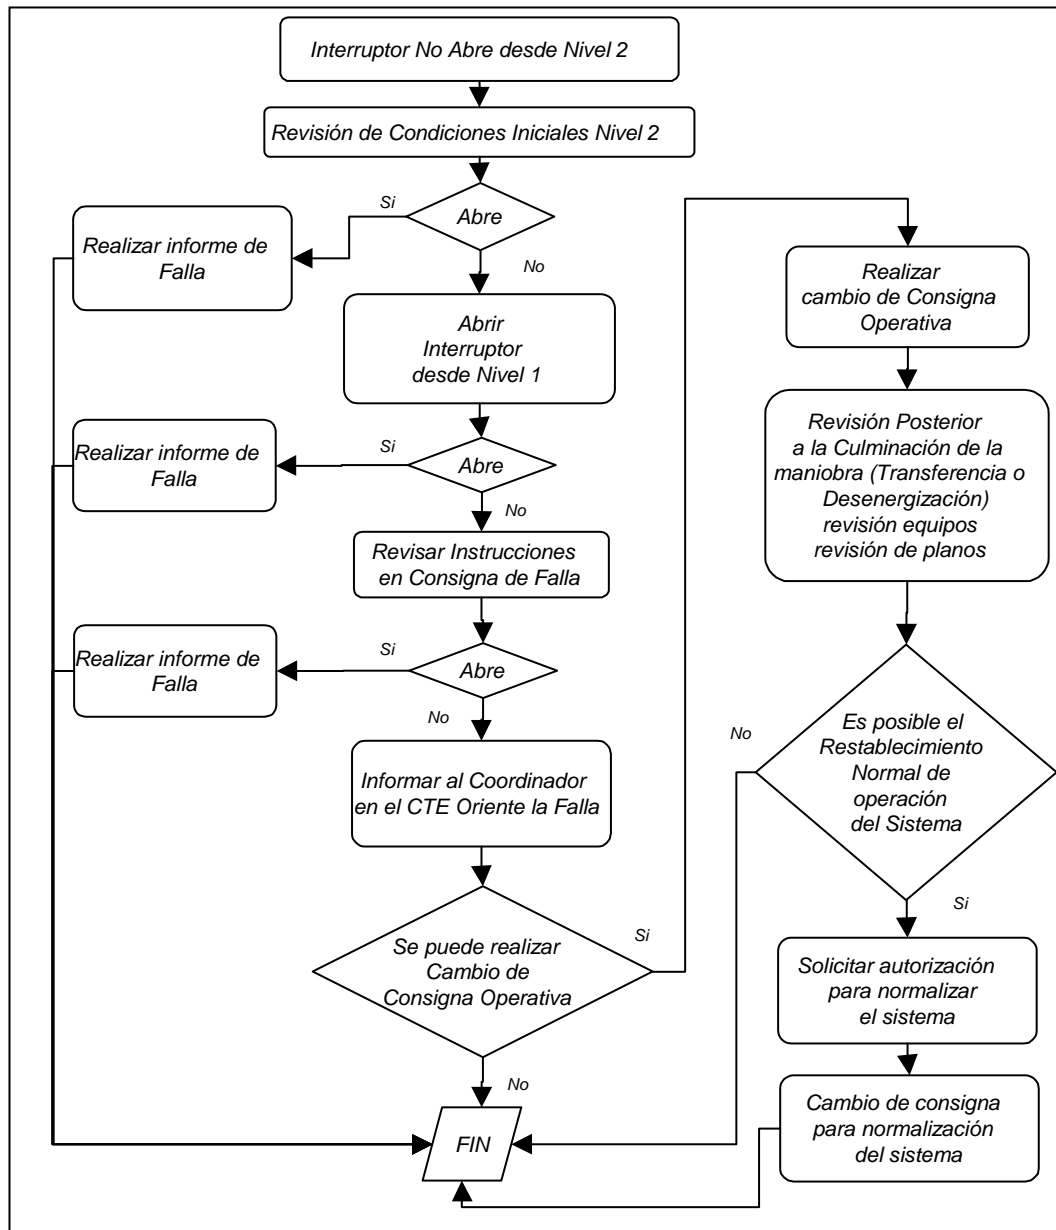 Interruptor No Abre desde Nivel 2
Revisión de Condiciones Iniciales Nivel 2
Si
Abre
Realizar informe de
Falla
No
Abrir
Interruptor
desde Nivel 1
Si
Abre
Realizar informe de
Falla
No
Revisar Instrucciones
en Consigna de Falla
Si
Abre
Realizar informe de
Falla
No
Informar al Coordinador
en el CTE Oriente la Falla
Se puede realizar
Cambio de
Consigna Operativa
Si
No
FIN
Realizar
cambio de Consigna
Operativa
Revisión Posterior
a la Culminación de la
maniobra (Transferencia o
Desenergización)
revisión equipos
revisión de planos
No
Es posible el
Restablecimiento
Normal de
operación
del Sistema
Si
Solicitar autorización
para normalizar
el sistema
Cambio de consigna
para normalización
del sistema